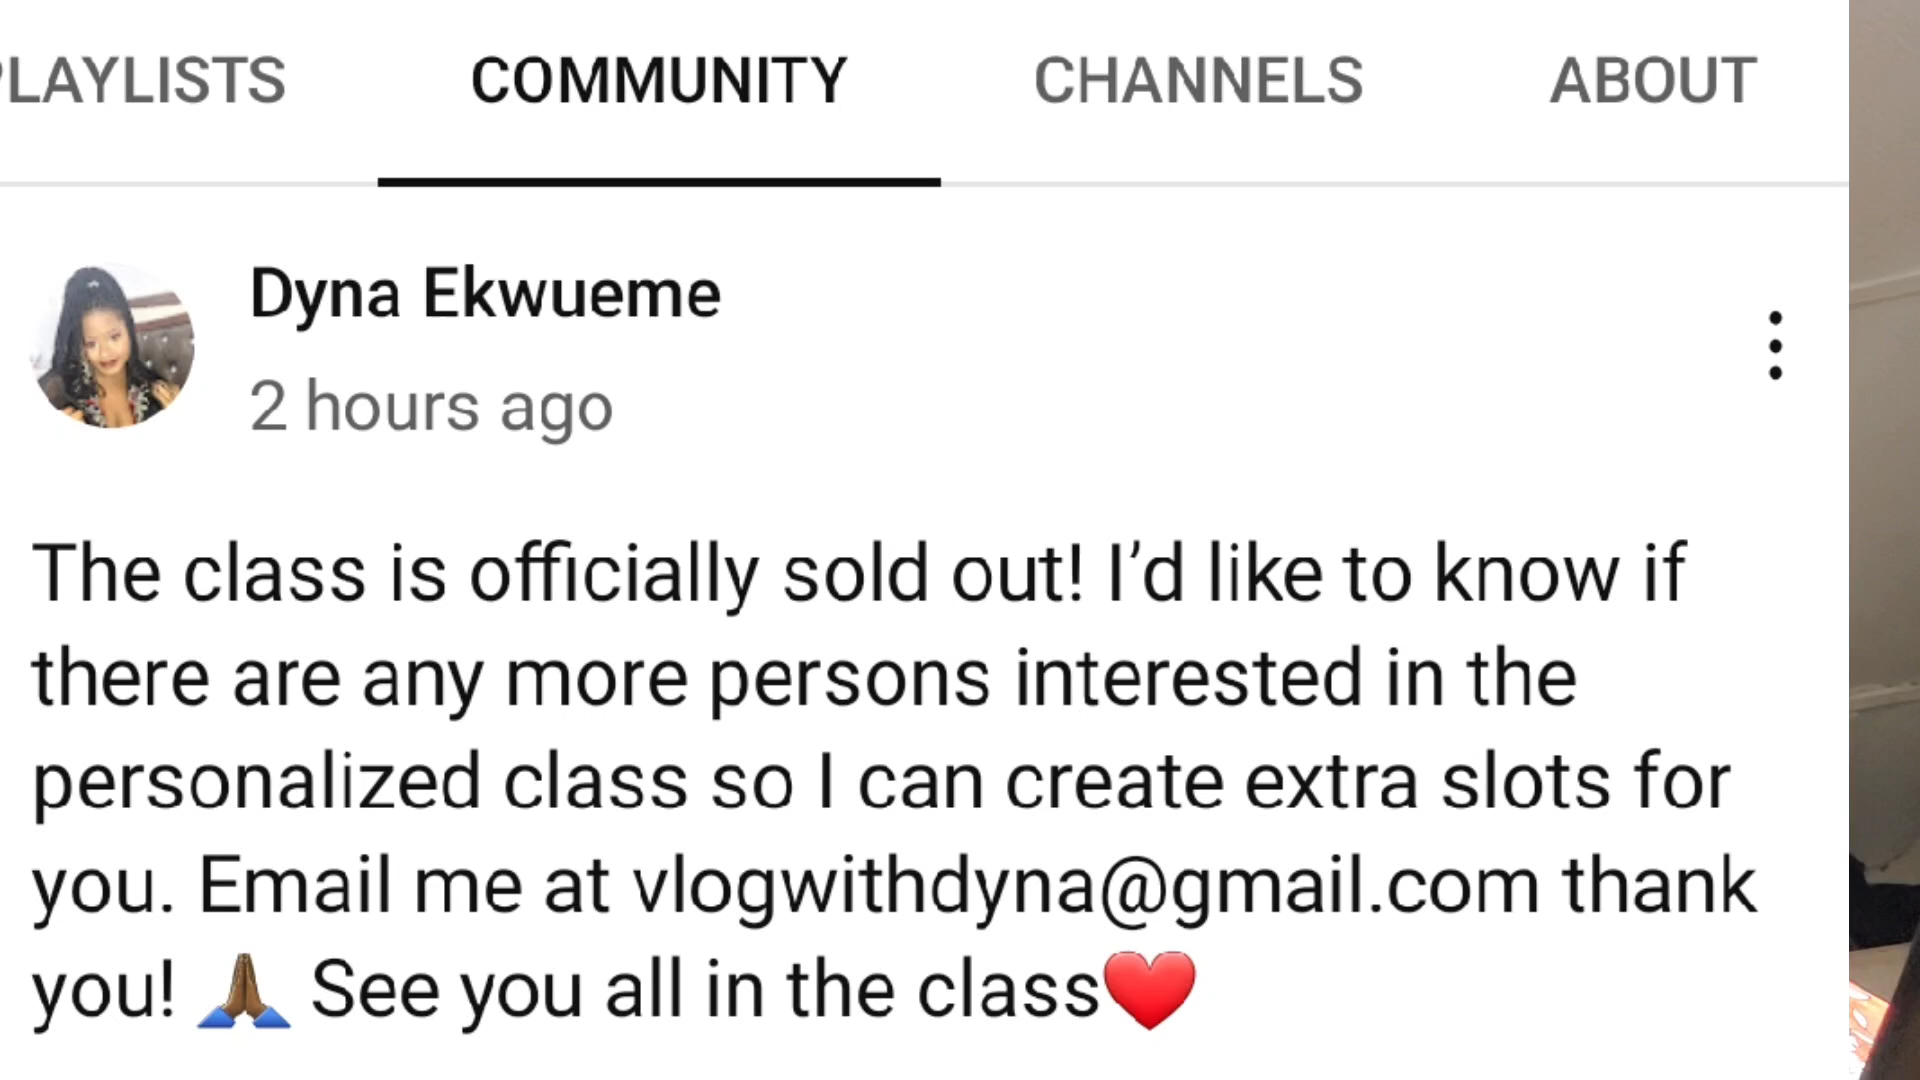 PLAYLISTS COMMUNITY CHANNELS ABOUT
Dyna Ekwueme
2 hours ago
The class is officially sold out! I’d like to know if
there are any more persons interested in the
personalized class so I can create extra slots for
you. Email me at vlogwithdyna@gmail.com thank
you! 🙏🏾 See you all in the class❤️